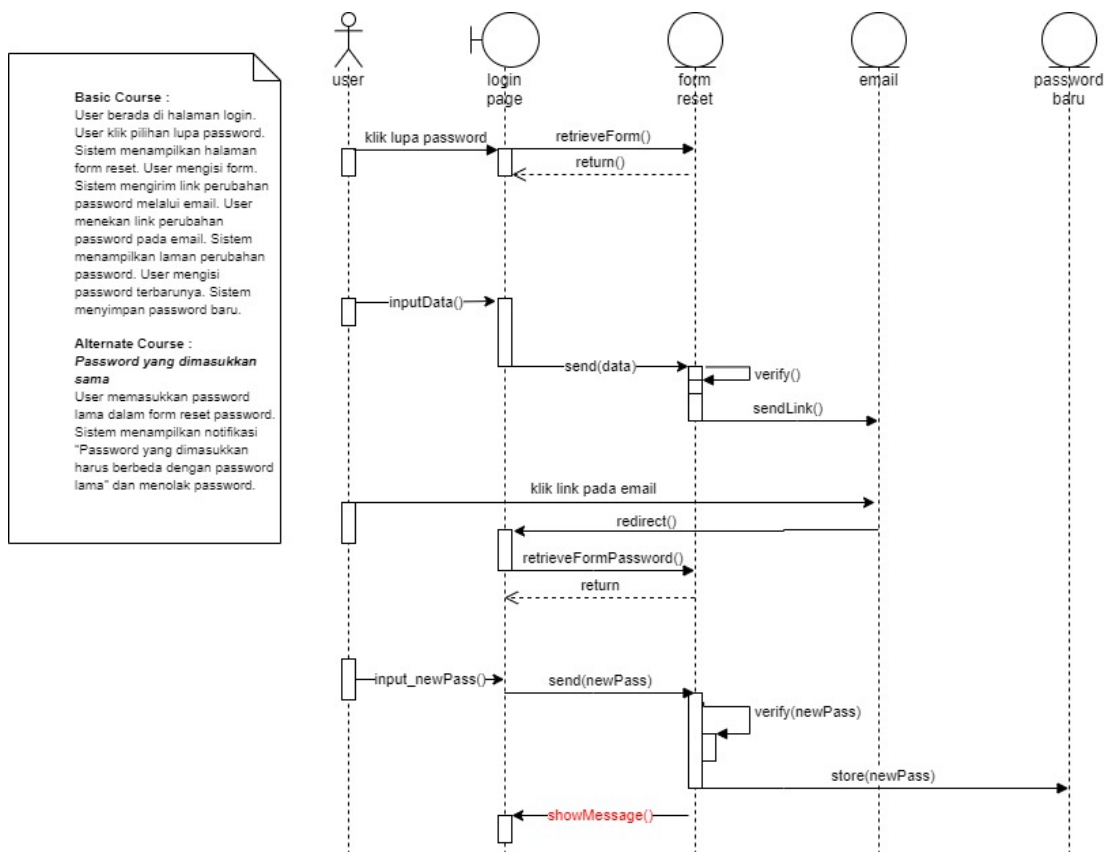 user
login
page
form
reset
email
password
baru
Basic Course :
User berada di halaman login.
User klik pilihan lupa password.
Sistem menampilkan halaman
form reset. User mengisi form.
Sistem mengirim link perubahan
password melalui email. User
menekan link perubahan
password pada email. Sistem
menampilkan laman perubahan
password. User mengisi
password terbarunya. Sistem
menyimpan password baru.
Alternate Course :
Password yang dimasukkan
sama
User memasukkan password
lama dalam form reset password.
Sistem menampilkan notifikasi
"Password yang dimasukkan
harus berbeda dengan password
lama" dan menolak password.
klik lupa password
retrieveForm()
return()
inputData()
send(data)
verify()
sendLink()
klik link pada email
redirect()
retrieveFormPassword()
return
input_newPass()
send(newPass)
verify(newPass)
store(newPass)
showMessage()